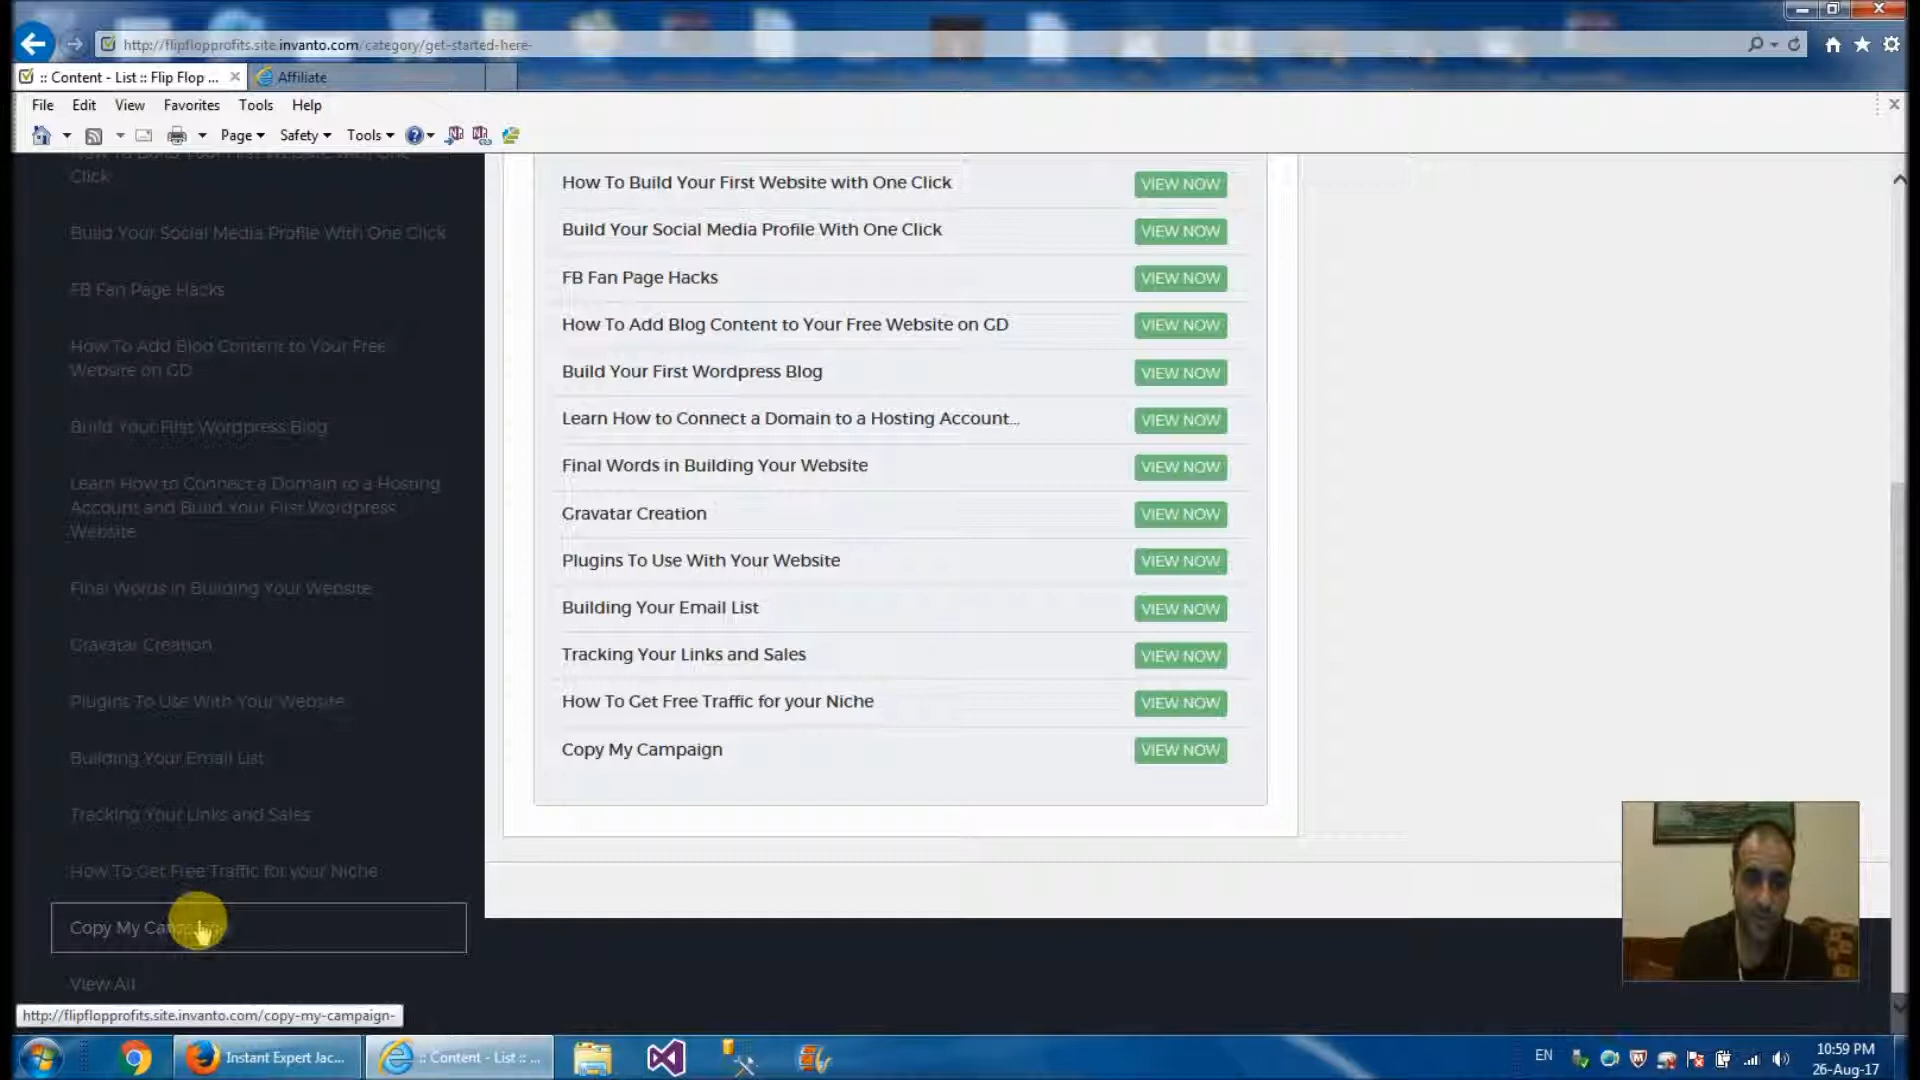 http://flipflopprofits.site.invanto.com/category/get-started-here-
:: Content - List :: Flip Flop ...
Affiliate
File Edit View Favorites Tools Help
Page Safety Tools
How To Build Your First Website with One
Click
Build Your Social Media Profile With One Click
FB Fan Page Hacks
How To Add Blog Content to Your Free
Website on GD
Build Your First Wordpress Blog
Learn How to Connect a Domain to a Hosting
Account and Build Your First Wordpress
Website
Final Words in Building Your Website
Gravatar Creation
Plugins To Use With Your Website
Building Your Email List
Tracking Your Links and Sales
How To Get Free Traffic for your Niche
Copy My
View All
How To Build Your First Website with One Click VIEW NOW
Build Your Social Media Profile With One Click VIEW NOW
FB Fan Page Hacks VIEW NOW
How To Add Blog Content to Your Free Website on GD VIEW NOW
Build Your First Wordpress Blog VIEW NOW
Learn How to Connect a Domain to a Hosting Account... VIEW NOW
Final Words in Building Your Website VIEW NOW
Gravatar Creation VIEW NOW
Plugins To Use With Your Website VIEW NOW
Building Your Email List VIEW NOW
Tracking Your Links and Sales VIEW NOW
How To Get Free Traffic for your Niche VIEW NOW
Copy My Campaign VIEW NOW
http://flipflopprofits.site.invanto.com/copy-my-campaign-
Instant Expert Jac...
:: Content - List :: ...
EN
10:59 PM
26-Aug-17